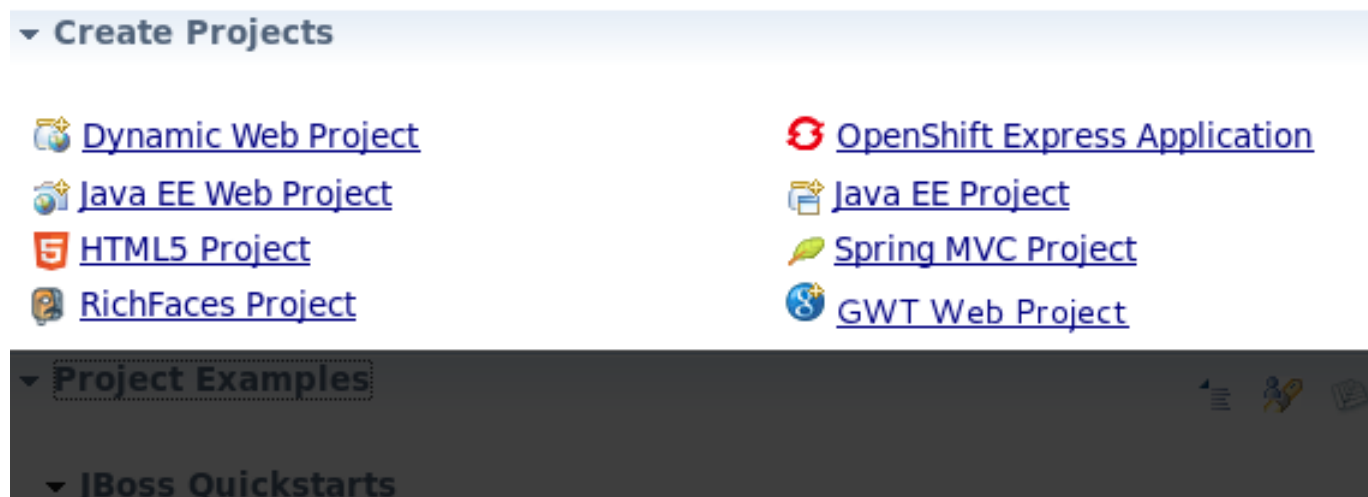 Create Projects
Dynamic Web Project
OpenShift Express Application
Java EE Web Project
Java EE Project
HTML5 Project
Spring MVC Project
RichFaces Project
GWT Web Project
Project Examples
JBoss Quickstarts